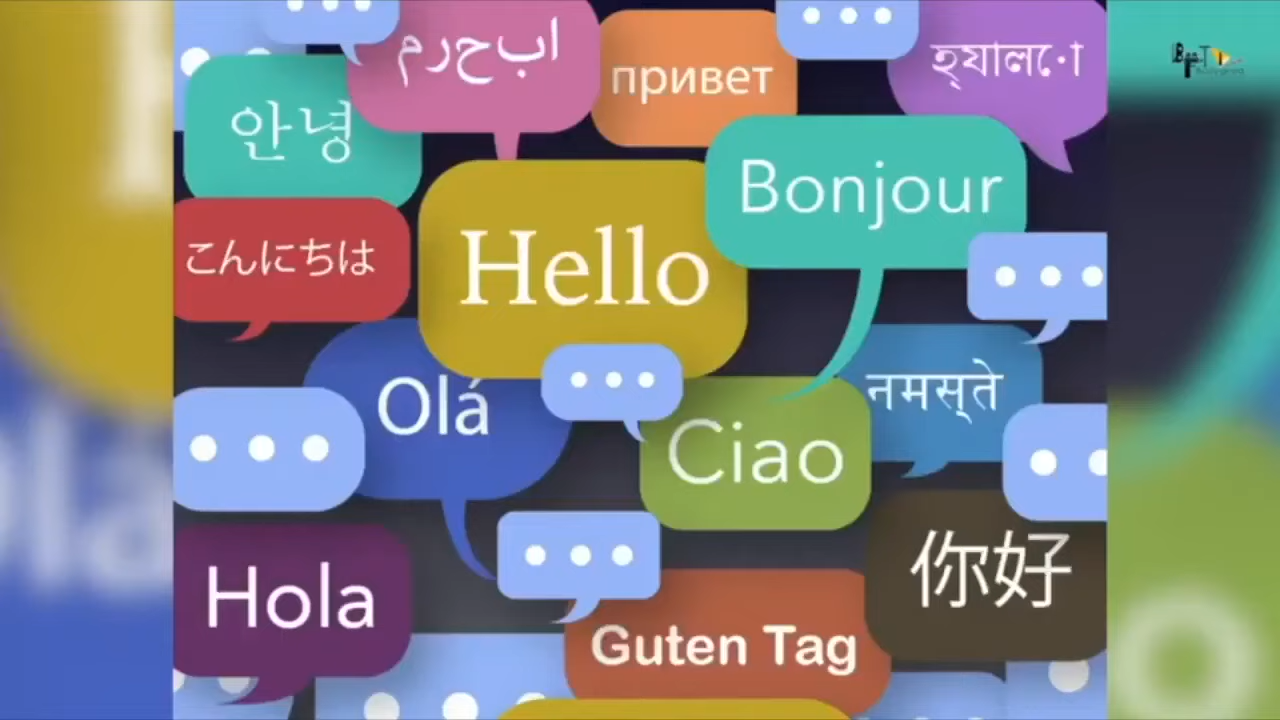 ابحرم
привет
হ্যালো
안녕
Bonjour
こんにちは
Hello
Olá
नमस्ते
Ciao
你好
Hola
Guten Tag